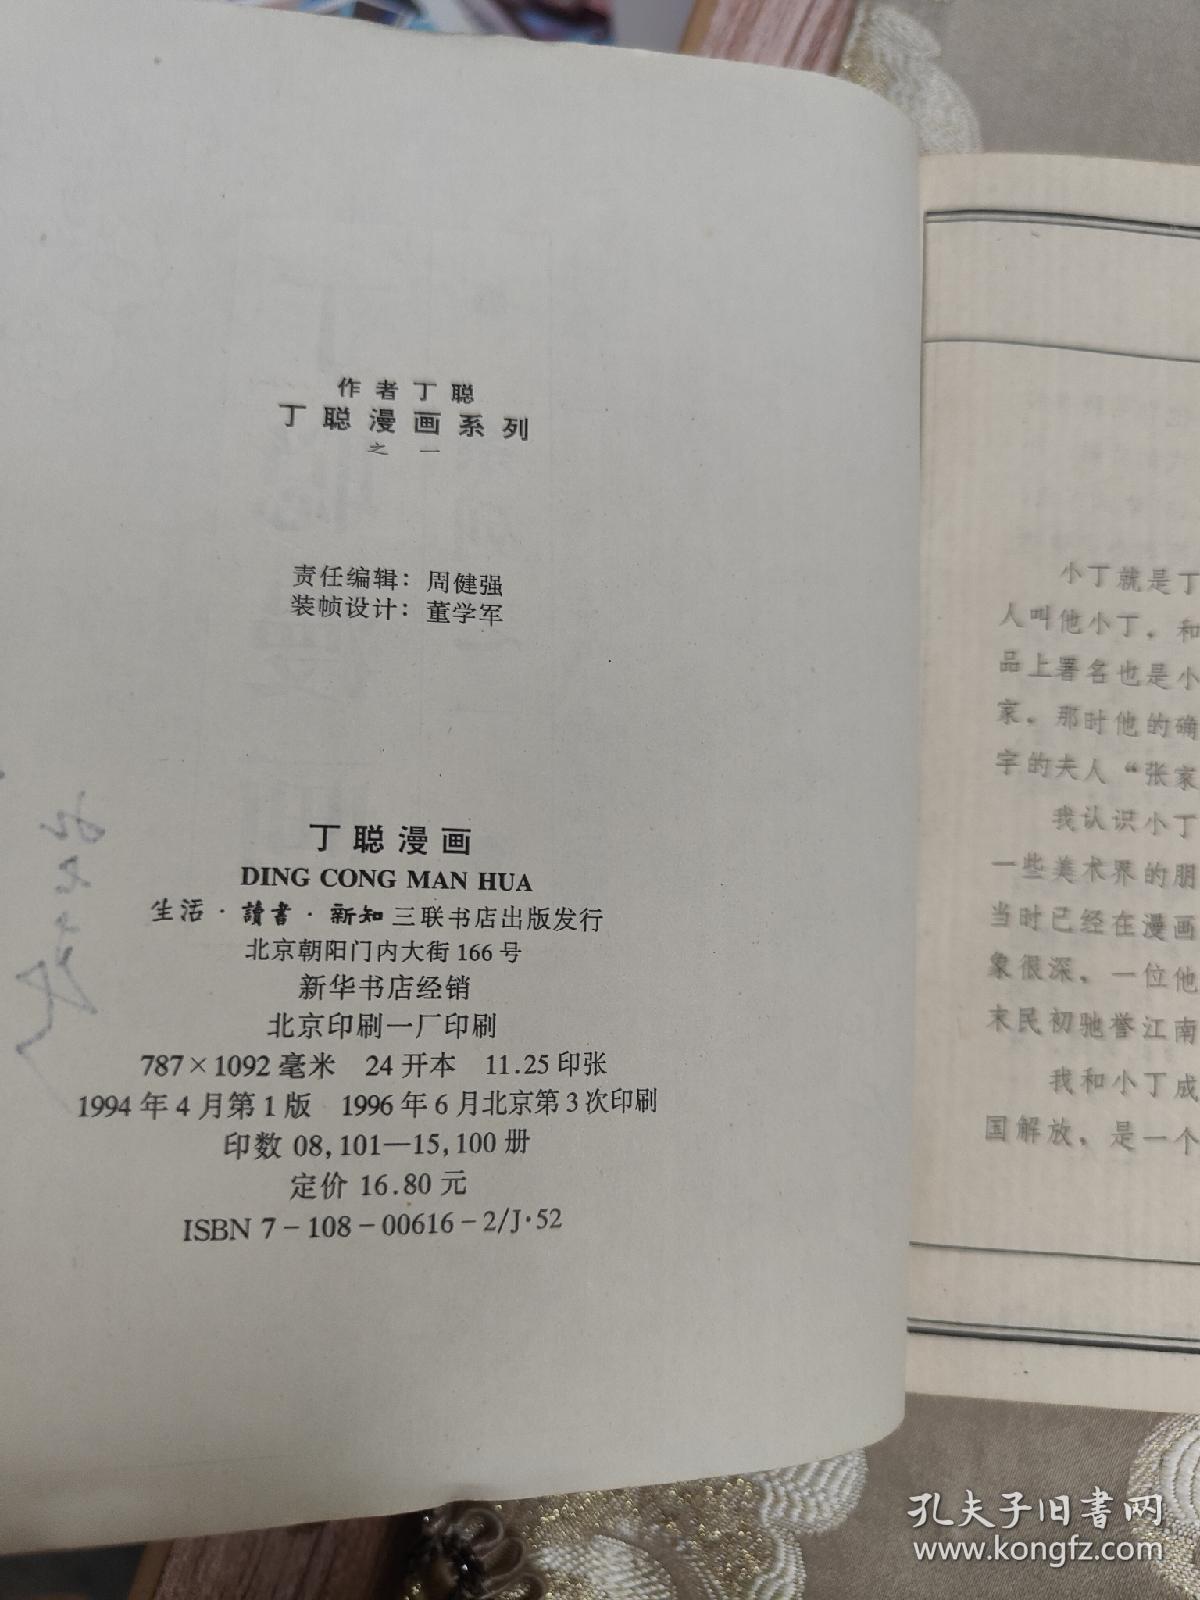 作者丁聪
丁聪漫画系列
之一
责任编辑：周健强
装帧设计：董学军
丁聪漫画
DING CONG MAN HUA
生活·讀書·新知三联书店出版发行
北京朝阳门内大街166号
新华书店经销
北京印刷一厂印刷
787×1092毫米 24开本 11.25印张
1994年4月第1版 1996年6月北京第3次印刷
印数08,101—15,100册
定价16.80元
ISBN 7-108-00616-2/J·52
小丁就是丁
人叫他小丁，和
品上署名也是小
家。那时他的确
字的夫人“张家
我认识小丁
一些美术界的朋
当时已经在漫画
象很深，一位他
末民初驰誉江南
我和小丁成
国解放，是一个
孔夫子旧书网
www.kongfz.com